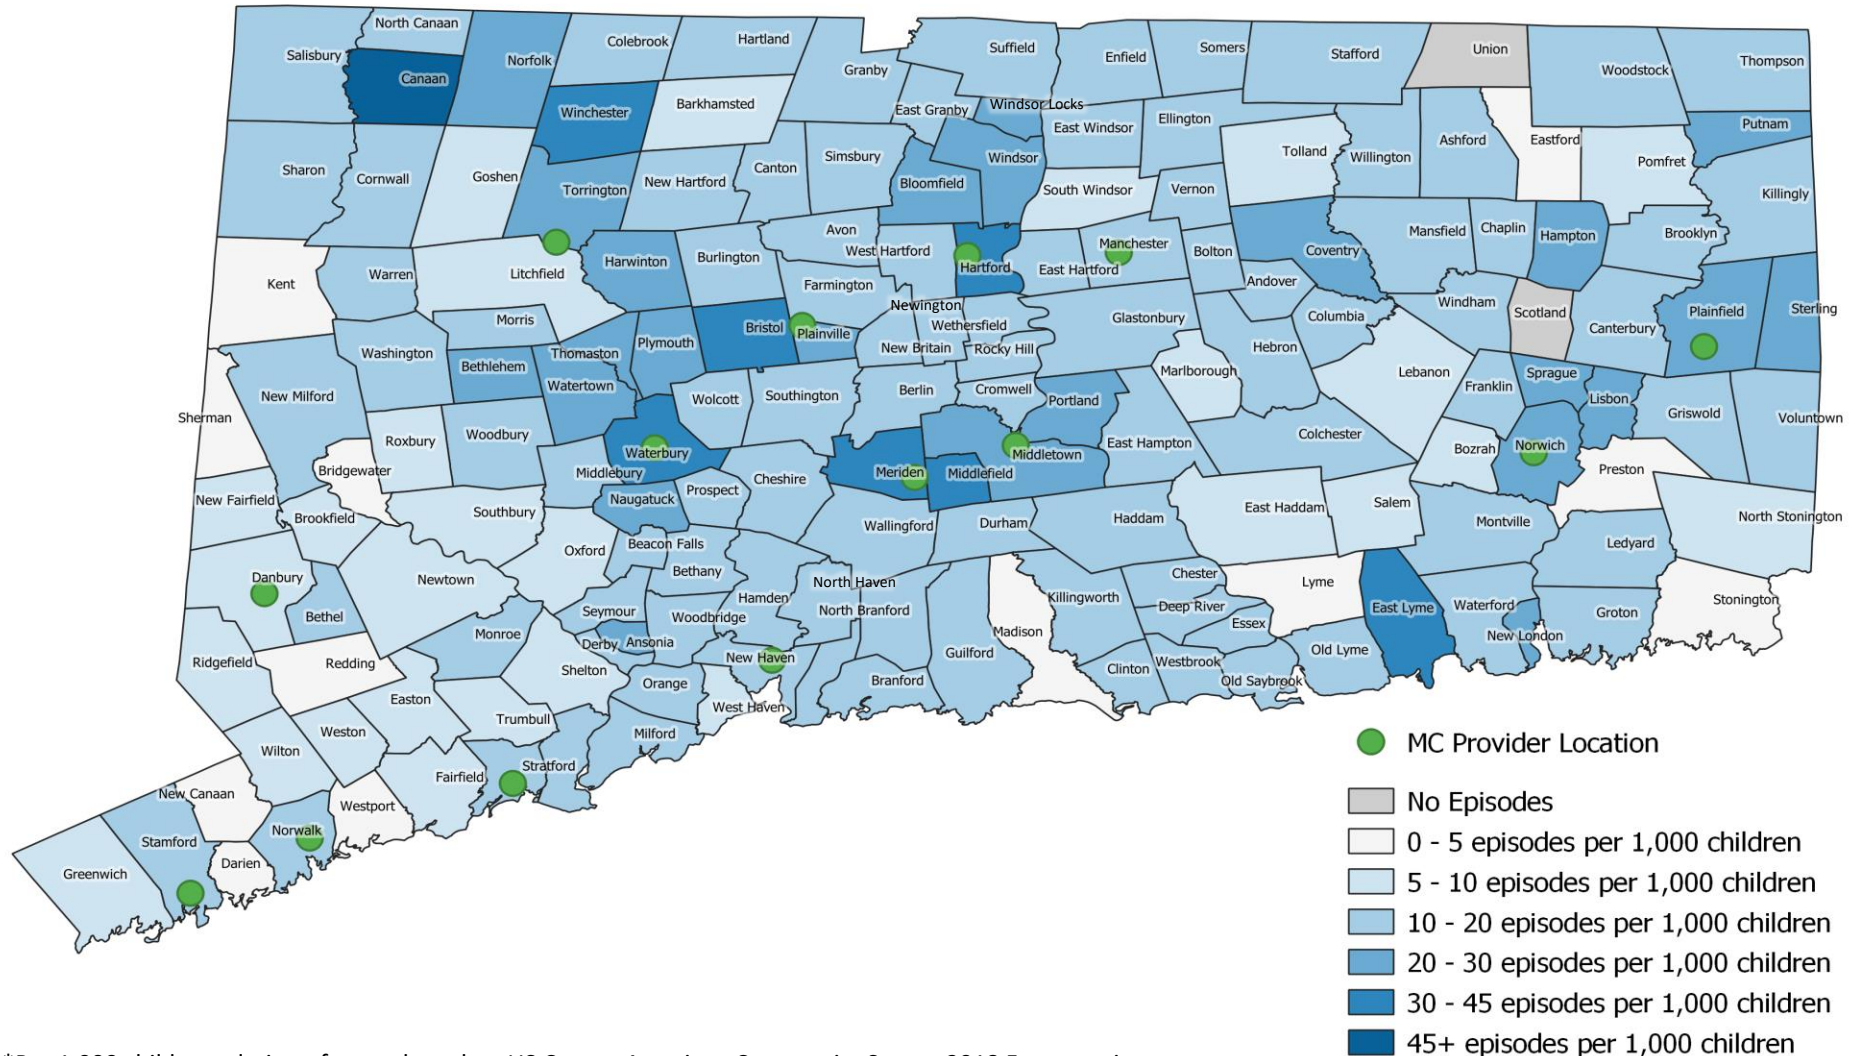 North Canaan
Salisbury
Canaan
Norfolk
Colebrook
Hartland
Granby
Suffield
Enfield
Somers
Stafford
Union
Woodstock
Thompson
Winchester
Barkhamsted
East Granby
Windsor Locks
East Windsor
Ellington
Putnam
Sharon
Cornwall
Goshen
Torrington
New Hartford
Canton
Simsbury
Bloomfield
Windsor
South Windsor
Vernon
Tolland
Willington
Ashford
Eastford
Pomfret
Killingly
Kent
Warren
Litchfield
Harwinton
Burlington
Avon
West Hartford
Farmington
Hartford
East Hartford
Manchester
Bolton
Coventry
Andover
Mansfield
Chaplin
Hampton
Brooklyn
Morris
Bristol
Plainville
Newington
Wethersfield
New Britain
Rocky Hill
Glastonbury
Columbia
Hebron
Windham
Scotland
Canterbury
Plainfield
Sterling
Washington
Bethlehem
Thomaston
Watertown
Plymouth
Wolcott
Southington
Berlin
Cromwell
Portland
Marlborough
Lebanon
Franklin
Sprague
Lisbon
Griswold
Voluntown
Sherman
New Milford
Roxbury
Woodbury
Waterbury
Middlebury
Cheshire
Meriden
Middlefield
Middletown
East Hampton
Colchester
Bozrah
Norwich
Preston
Bridgewater
New Fairfield
Brookfield
Southbury
Naugatuck
Prospect
Wallingford
Durham
Haddam
East Haddam
Salem
Montville
North Stonington
Ledyard
Oxford
Beacon Falls
Bethany
Danbury
Bethel
Newtown
Seymour
Woodbridge
Hamden
North Haven
North Branford
Killingworth
Chester
Deep River
Essex
Lyme
East Lyme
Waterford
New London
Groton
Stonington
Ridgefield
Redding
Monroe
Derby
Ansonia
Shelton
New Haven
Orange
Guilford
Madison
Clinton
Westbrook
Old Saybrook
Old Lyme
Branford
Easton
Trumbull
West Haven
Milford
Weston
Wilton
Fairfield
Stratford
New Canaan
Westport
Norwalk
Stamford
Darien
Greenwich
MC Provider Location
No Episodes
0 - 5 episodes per 1,000 children
5 - 10 episodes per 1,000 children
10 - 20 episodes per 1,000 children
20 - 30 episodes per 1,000 children
30 - 45 episodes per 1,000 children
45+ episodes per 1,000 children